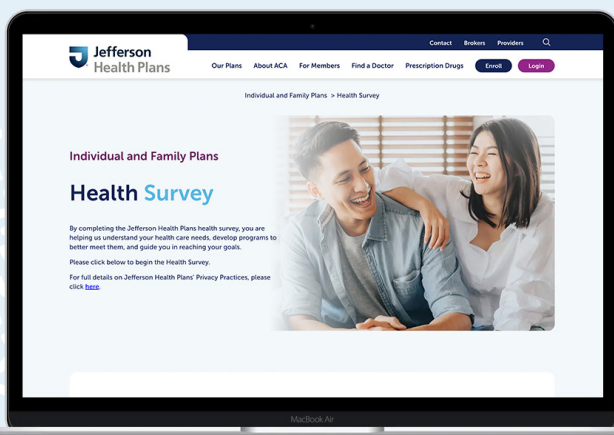 Contact Brokers Providers
Jefferson
Health Plans
Our Plans About ACA For Members Find a Doctor Prescription Drugs Enroll Login
Individual and Family Plans > Health Survey
Individual and Family Plans
Health Survey
By completing the Jefferson Health Plans health survey, you are
helping us understand your health care needs, develop programs to
better meet them, and guide you in reaching your goals.
Please click below to begin the Health Survey.
For full details on Jefferson Health Plans' Privacy Practices, please
click here.
MacBook Air